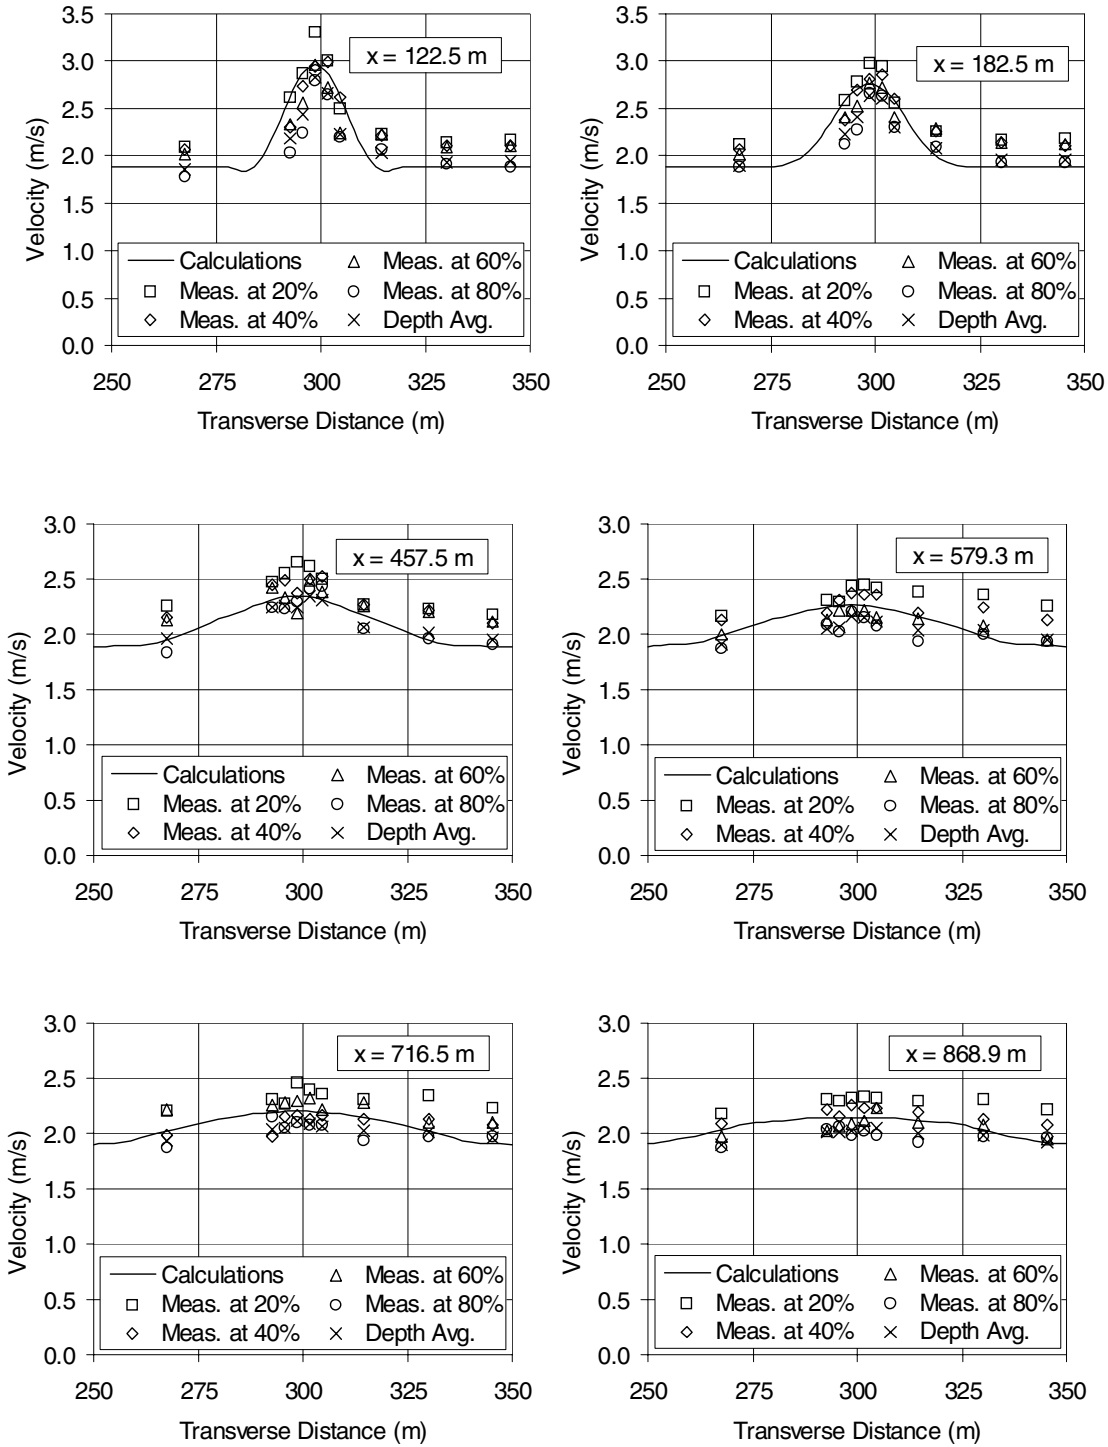 3.5
3.0
2.5
2.0
1.5
1.0
0.5
0.0
Velocity (m/s)
x = 122.5 m
Calculations
Meas. at 60%
Meas. at 20%
Meas. at 80%
Meas. at 40%
Depth Avg.
250 275 300 325 350
Transverse Distance (m)
3.5
3.0
2.5
2.0
1.5
1.0
0.5
0.0
Velocity (m/s)
x = 182.5 m
Calculations
Meas. at 60%
Meas. at 20%
Meas. at 80%
Meas. at 40%
Depth Avg.
250 275 300 325 350
Transverse Distance (m)
3.0
2.5
2.0
1.5
1.0
0.5
0.0
Velocity (m/s)
x = 457.5 m
Calculations
Meas. at 60%
Meas. at 20%
Meas. at 80%
Meas. at 40%
Depth Avg.
250 275 300 325 350
Transverse Distance (m)
3.0
2.5
2.0
1.5
1.0
0.5
0.0
Velocity (m/s)
x = 579.3 m
Calculations
Meas. at 60%
Meas. at 20%
Meas. at 80%
Meas. at 40%
Depth Avg.
250 275 300 325 350
Transverse Distance (m)
3.0
2.5
2.0
1.5
1.0
0.5
0.0
Velocity (m/s)
x = 716.5 m
Calculations
Meas. at 60%
Meas. at 20%
Meas. at 80%
Meas. at 40%
Depth Avg.
250 275 300 325 350
Transverse Distance (m)
3.0
2.5
2.0
1.5
1.0
0.5
0.0
Velocity (m/s)
x = 868.9 m
Calculations
Meas. at 60%
Meas. at 20%
Meas. at 80%
Meas. at 40%
Depth Avg.
250 275 300 325 350
Transverse Distance (m)